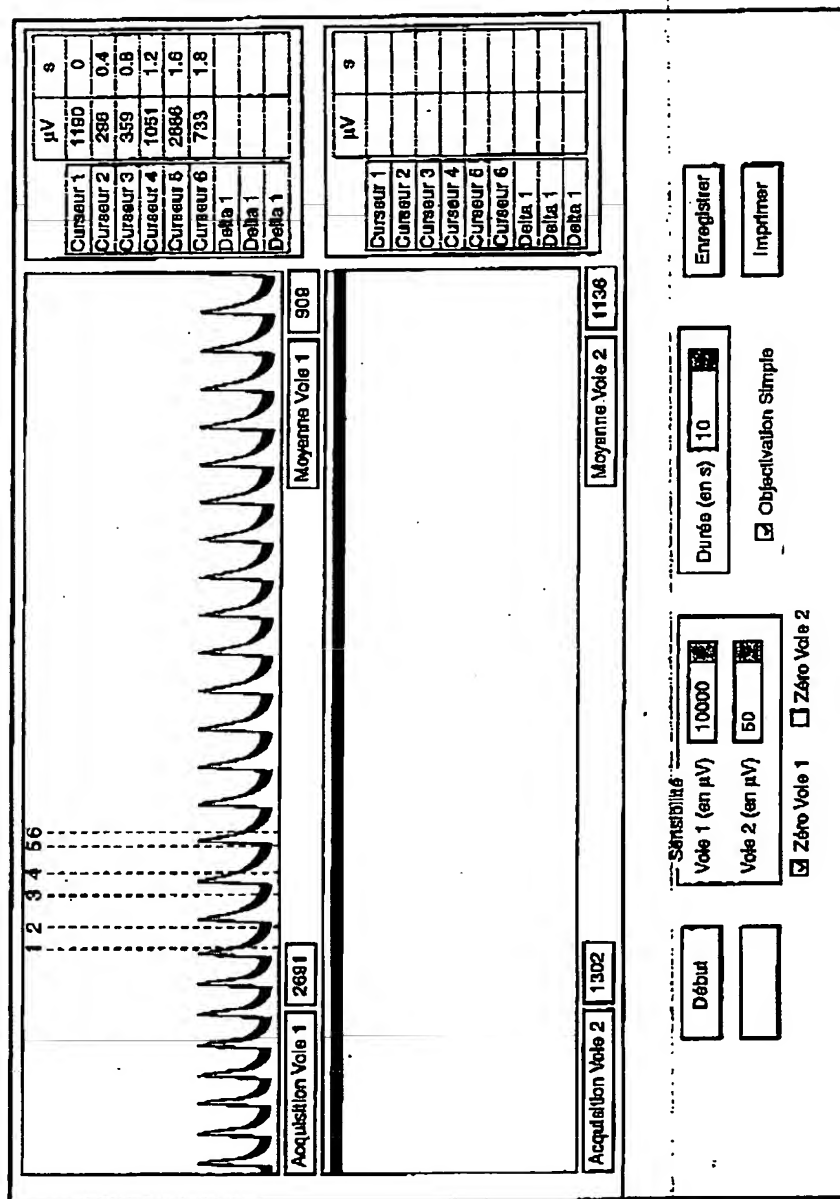 1 2 3 4 5 6
µV s
Curseur 1 1190 0
Curseur 2 298 0.4
Curseur 3 359 0.8
Curseur 4 1051 1.2
Curseur 5 2686 1.6
Curseur 6 733 1.8
Delta 1
Delta 1
Delta 1
Acquisition Voie 1 2691 Moyenne Voie 1 909
µV s
Curseur 1
Curseur 2
Curseur 3
Curseur 4
Curseur 5
Curseur 6
Delta 1
Delta 1
Delta 1
Acquisition Voie 2 1302 Moyenne Voie 2 1136
Début
Sensibilité
Voie 1 (en µV) 10000
Voie 2 (en µV) 50
Zéro Voie 1 Zéro Voie 2
Durée (en s) 10
Objectivation Simple
Enregistrer
Imprimer